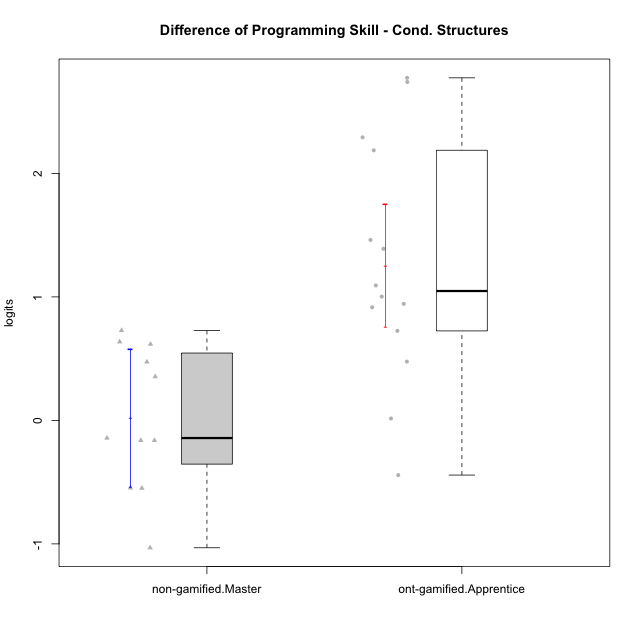 Difference of Programming Skill - Cond. Structures
logits
2
1
0
-1
non-gamified.Master
ont-gamified.Apprentice